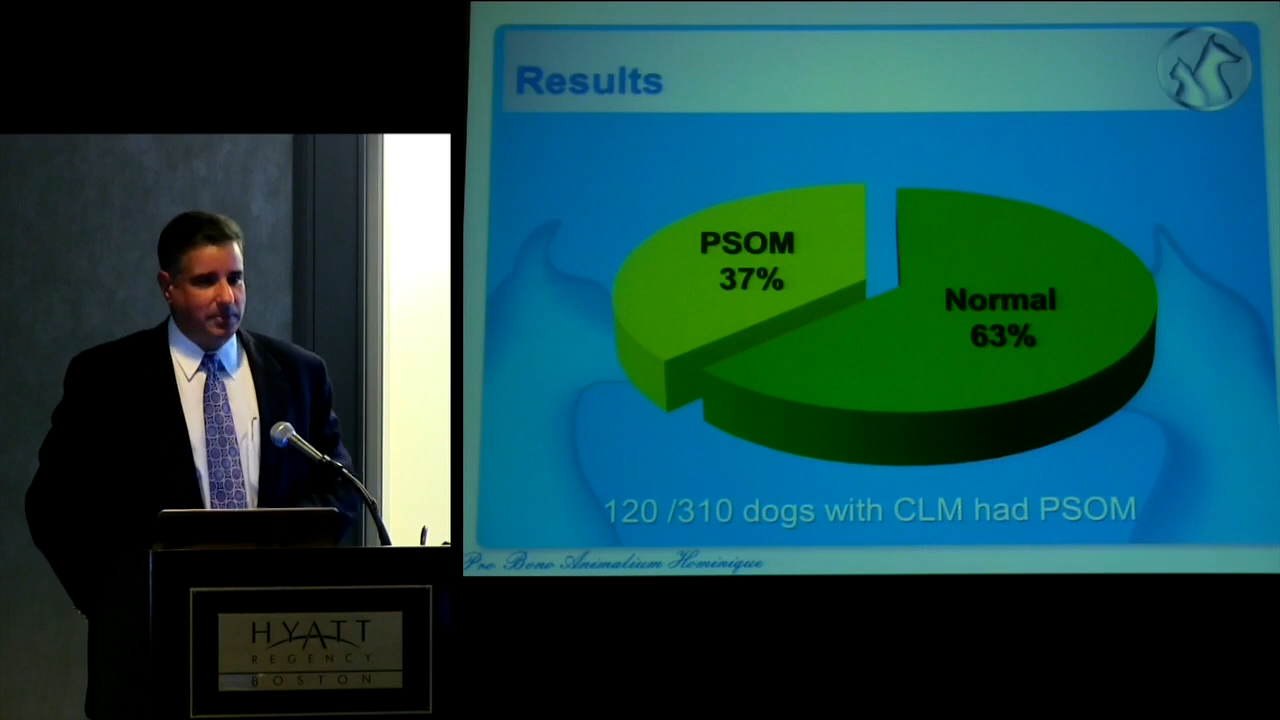 Results
PSOM
37%
Normal
63%
120 /310 dogs with CLM had PSOM
Pro Bono Animalium Hominique
HYATT
REGENCY
BOSTON